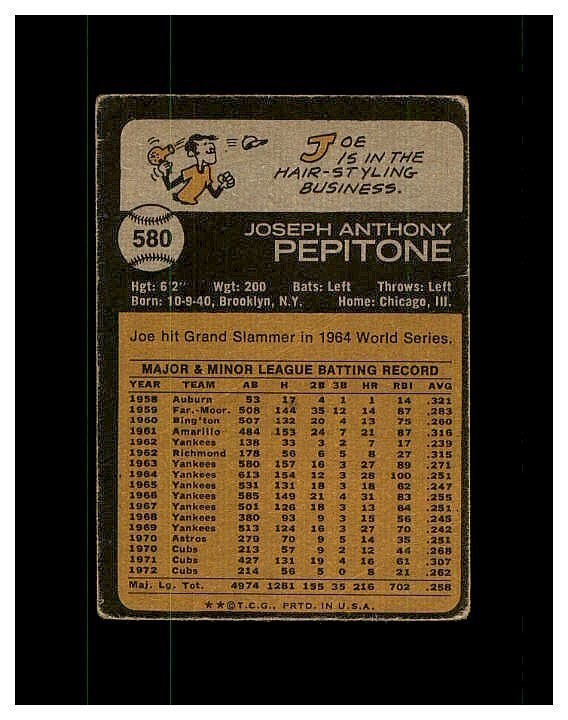 JOE
IS IN THE
HAIR-STYLING
BUSINESS.
580
JOSEPH ANTHONY
PEPITONE
Hgt: 6'2" Wgt: 200 Bats: Left Throws: Left
Born: 10-9-40, Brooklyn, N.Y. Home: Chicago, Ill.
Joe hit Grand Slammer in 1964 World Series.
MAJOR & MINOR LEAGUE BATTING RECORD
YEAR TEAM AB H 2B 3B HR RBI AVG
1958 Auburn 53 17 4 1 1 14 .321
1959 Far.-Moor. 508 144 35 12 14 87 .283
1960 Bing'ton 507 132 20 4 13 75 .260
1961 Amarillo 484 153 24 7 21 87 .316
1962 Yankees 138 33 3 2 7 17 .239
1962 Richmond 178 56 6 5 8 27 .315
1963 Yankees 580 157 16 3 27 89 .271
1964 Yankees 613 154 12 3 28 100 .251
1965 Yankees 531 131 18 3 18 62 .247
1966 Yankees 585 149 21 4 31 83 .255
1967 Yankees 501 126 18 3 13 64 .251
1968 Yankees 380 93 9 3 15 56 .245
1969 Yankees 513 124 16 3 27 70 .242
1970 Astros 279 70 9 5 14 35 .251
1970 Cubs 213 57 9 2 12 44 .268
1971 Cubs 427 131 19 4 16 61 .307
1972 Cubs 214 56 5 0 8 21 .262
Maj. Lg. Tot. 4974 1281 155 35 216 702 .258
★★©T.C.G., PRTD. IN U.S.A.